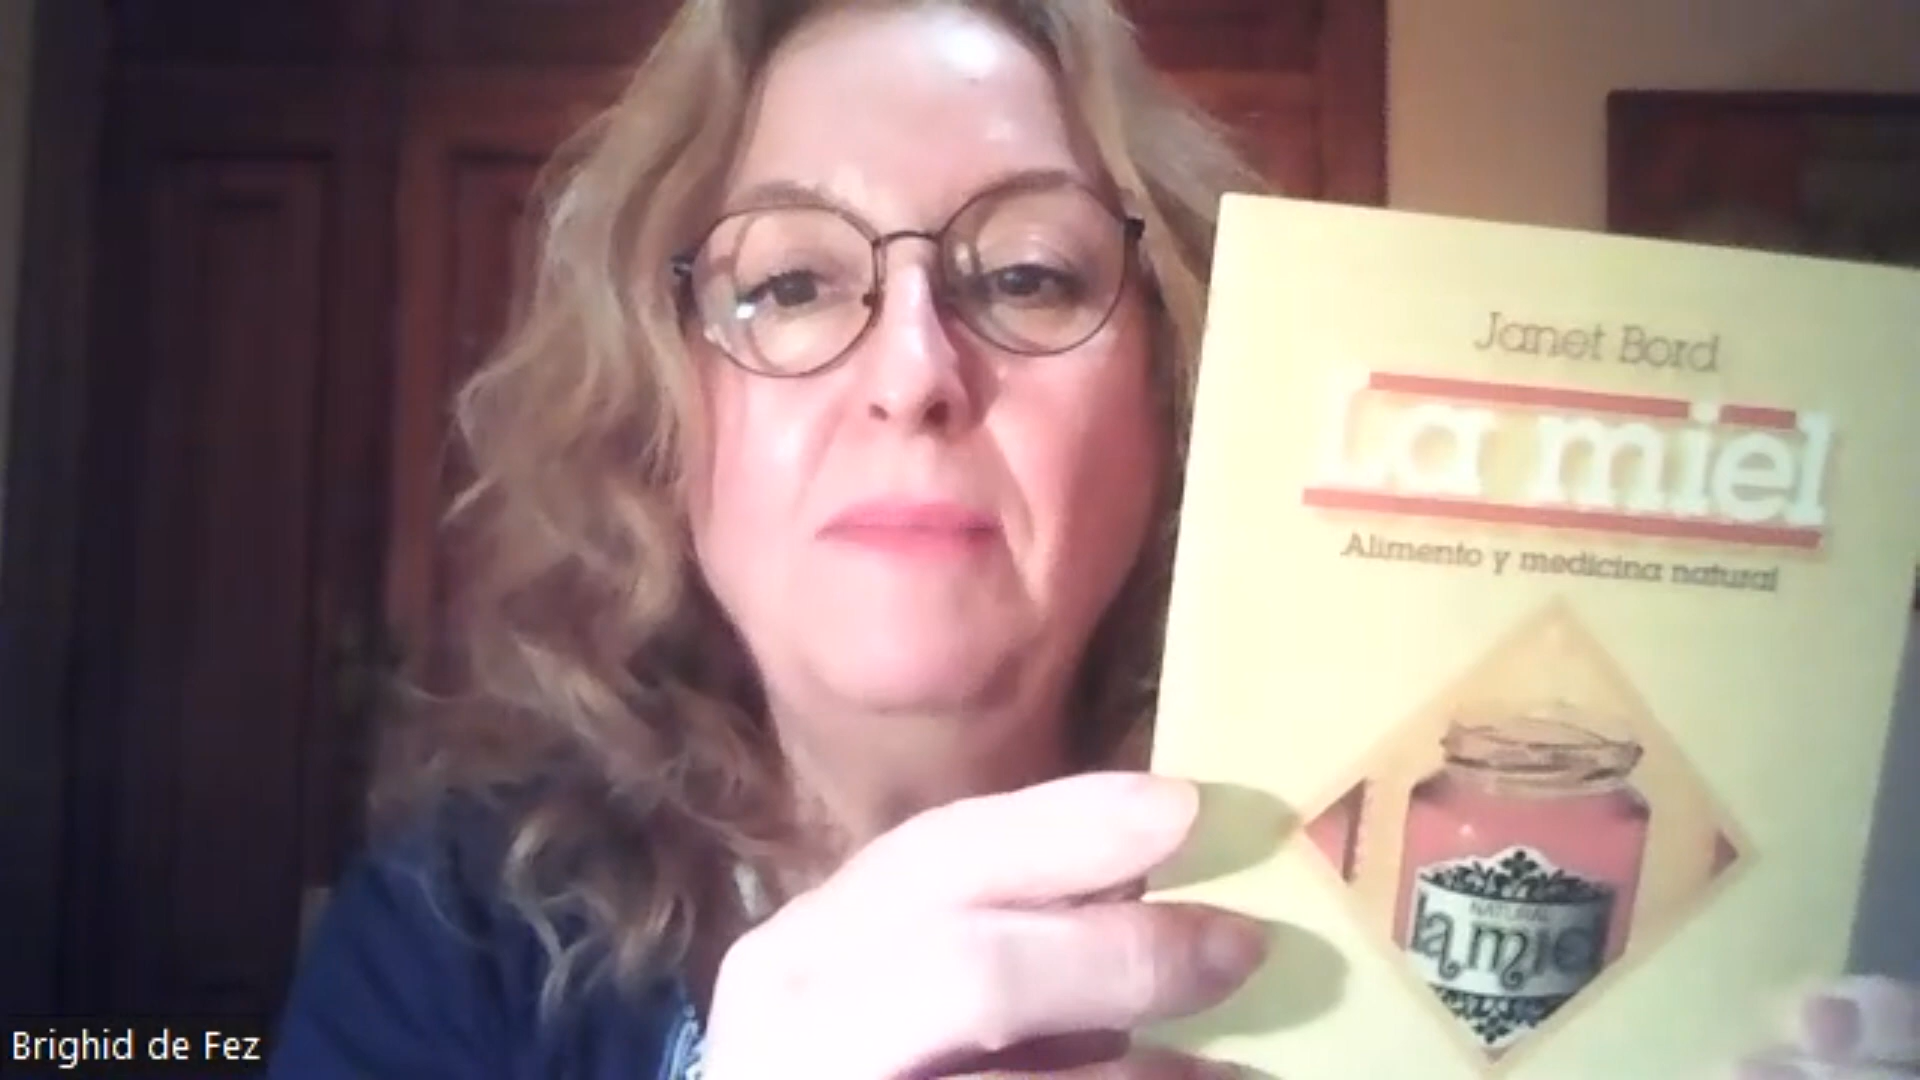 Janet Bord
La miel
Alimento y medicina natural
NATURAL
la miel
Brighid de Fez